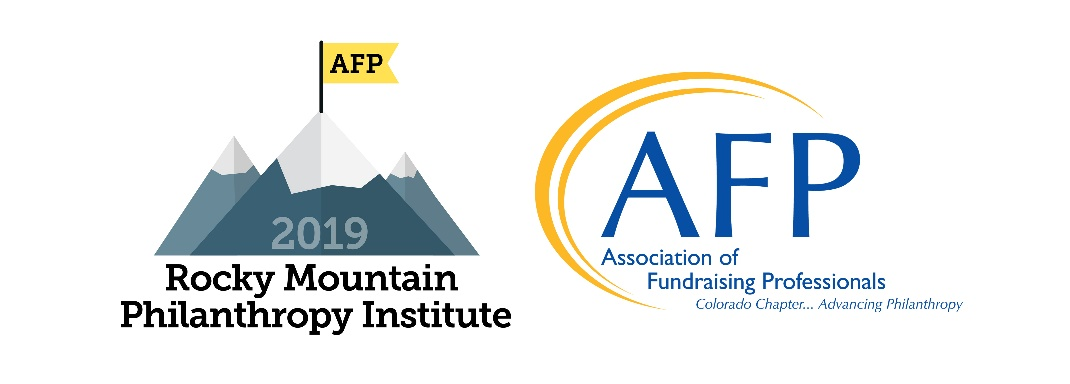 AFP
2019
Rocky Mountain
Philanthropy Institute
AFP
Association of
Fundraising Professionals
Colorado Chapter... Advancing Philanthropy